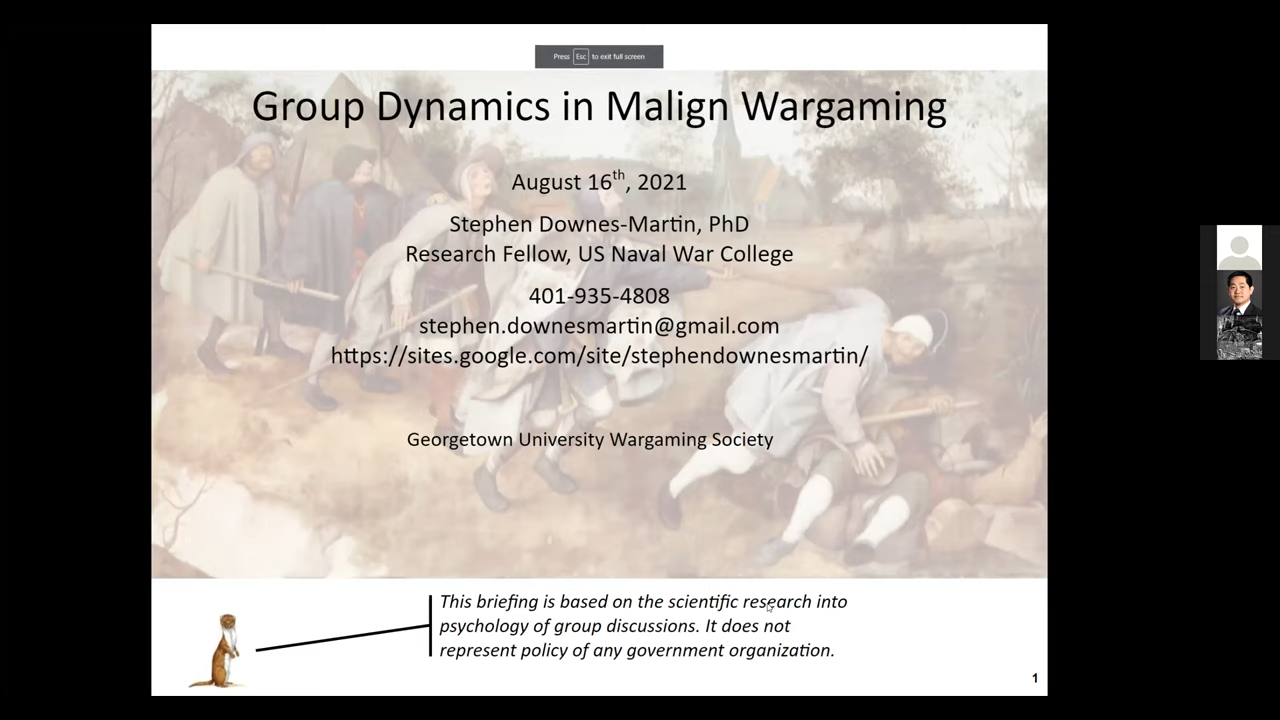 Press Esc to exit full screen
Group Dynamics in Malign Wargaming
August 16th, 2021
Stephen Downes-Martin, PhD
Research Fellow, US Naval War College
401-935-4808
stephen.downesmartin@gmail.com
https://sites.google.com/site/stephendownesmartin/
Georgetown University Wargaming Society
This briefing is based on the scientific research into
psychology of group discussions. It does not
represent policy of any government organization.
1